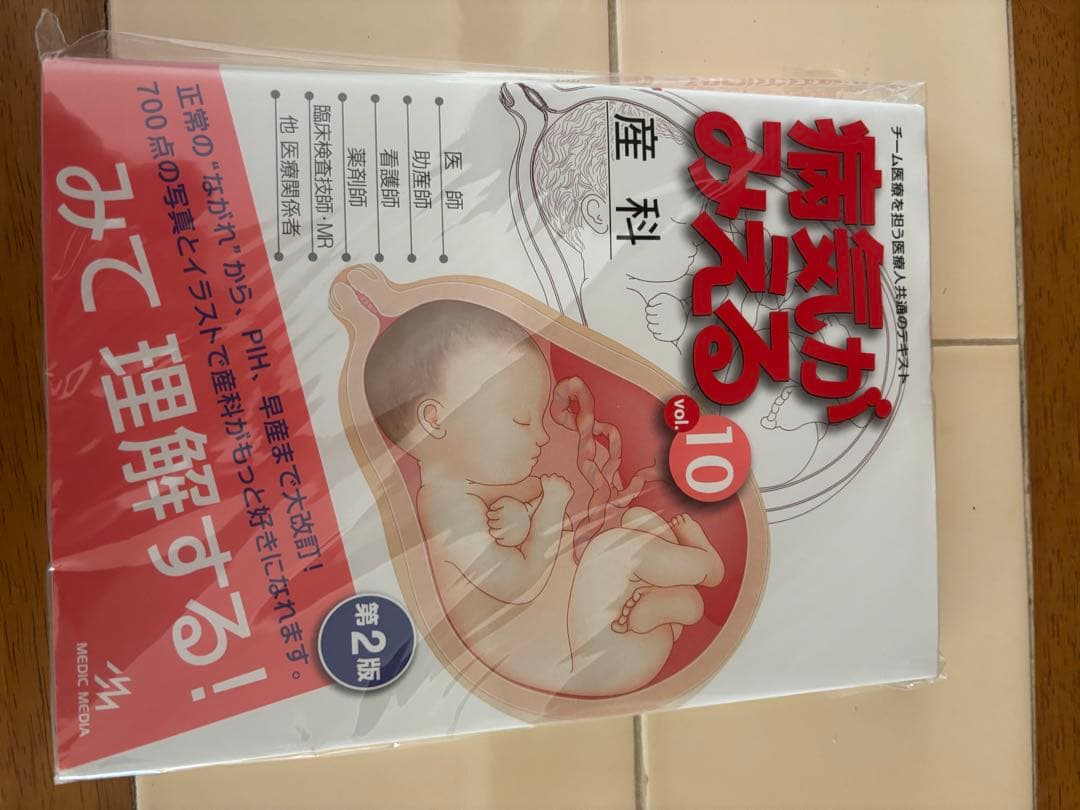 チーム医療を担う医療人共通のテキスト
病気が
みえる
vol. 10
産科
医師
助産師
看護師
薬剤師
臨床検査技師・MR
他 医療関係者
正常の“ながれ”から、PIH、早産まで大改訂！
700点の写真とイラストで産科がもっと好きになれます。
みて 理解する！
第2版
MEDIC MEDIA